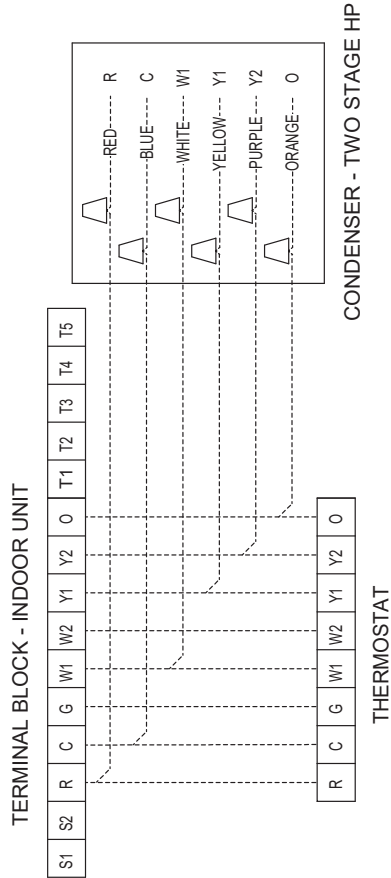 TERMINAL BLOCK - INDOOR UNIT
S1 S2 R C G W1 W2 Y1 Y2 O T1 T2 T3 T4 T5
RED R
BLUE C
WHITE W1
YELLOW Y1
PURPLE Y2
ORANGE O
CONDENSER - TWO STAGE HP
R C G W1 W2 Y1 Y2 O
THERMOSTAT